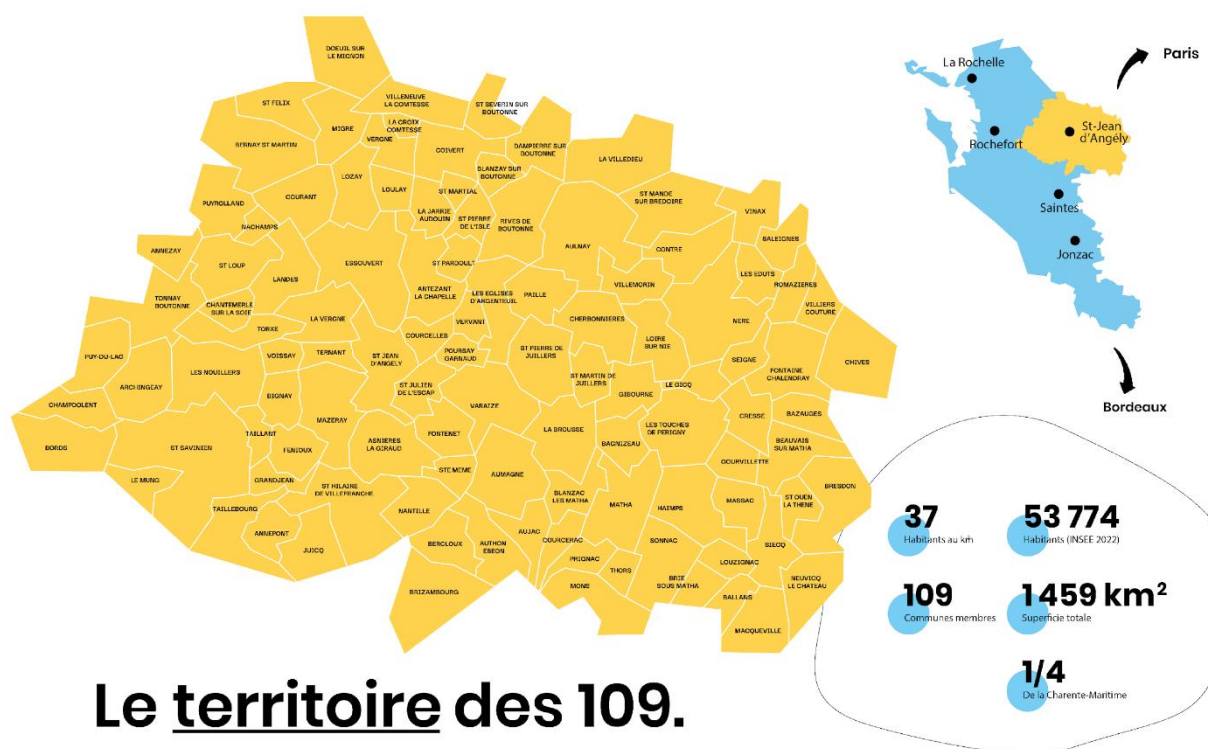 DOEUIL SUR
LE MIGNON
ST FELIX
VILLENEUVE
LA COMTESSE
ST SEVERIN SUR
BOUTONNE
MIGRE
LA CROIX
COMTESSE
VERGNE
BERNAY ST MARTIN
COIVERT
DAMPIERRE SUR
BOUTONNE
LA VILLEDIEU
BLANZAY SUR
BOUTONNE
LOZAY
LOULAY
ST MARTIAL
PUYROLLAND
COURANT
ST MANDE
SUR BREDOIRE
VINAX
LA JARRIE
AUDOUIN
ST PIERRE
DE L'ISLE
RIVES DE
BOUTONNE
NACHAMPS
SALEIGNES
ANNEZAY
AULNAY
CONTRE
ST LOUP
ESSOUVERT
ST PARDOULT
LANDES
LES EDUTS
ROMAZIERES
VILLEMORIN
ANTEZANT
LA CHAPELLE
LES EGLISES
D'ARGENTEUIL
PAILLE
TONNAY
BOUTONNE
CHANTEMERLE
SUR LA SOIE
VILLIERS
COUTURE
LA VERGNE
VERVANT
CHERBONNIERES
NERE
TORXE
COURCELLES
LOIRE
SUR NIE
PUY-DU-LAC
VOISSAY
TERNANT
ST JEAN
D'ANGELY
POURSAY
GARNAUD
ST PIERRE DE
JUILLERS
SEIGNE
CHIVES
ARCHINGEAY
LES NOUILLERS
FONTAINE
CHALENDRAY
ST JULIEN
DE L'ESCAP
ST MARTIN DE
JUILLERS
LE GICQ
GIBOURNE
BIGNAY
CHAMPDOLENT
VARAIZE
MAZERAY
CRESSE
BAZAUGES
TAILLANT
FONTENET
LA BROUSSE
LES TOUCHES
DE PERIGNY
BORDS
ST SAVINIEN
FENIOUX
ASNIERES
LA GIRAUD
BAGNIZEAU
BEAUVAIS
SUR MATHA
GOURVILLETTE
STE MEME
AUMAGNE
LE MUNG
GRANDJEAN
ST HILAIRE
DE VILLEFRANCHE
BRESDON
BLANZAC
LES MATHA
MATHA
HAIMPS
MASSAC
ST OUEN
LA THENE
TAILLEBOURG
NANTILLE
ANNEPONT
AUJAC
COURCERAC
SONNAC
SIECQ
JUICQ
BERCLOUX
AUTHON
EBEON
PRIGNAC
LOUZIGNAC
THORS
BRIE
SOUS MATHA
NEUVICQ
LE CHATEAU
BRIZAMBOURG
MONS
BALLANS
MACQUEVILLE
Paris
La Rochelle
St-Jean
d'Angély
Rochefort
Saintes
Jonzac
Bordeaux
37
Habitants au km
53 774
Habitants (INSEE 2022)
109
Communes membres
1 459 km²
Superficie totale
1/4
De la Charente-Maritime
Le territoire des 109.